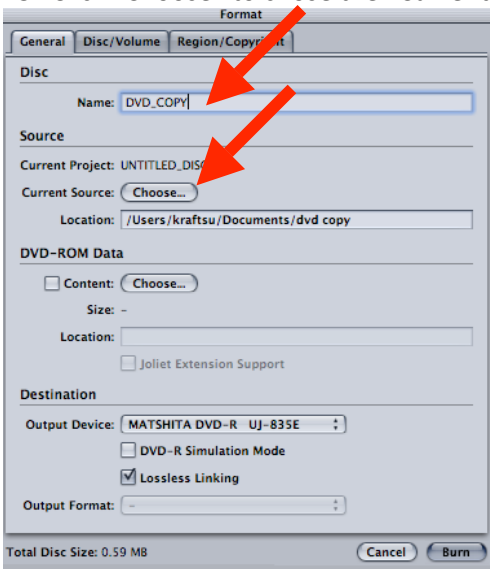 Format
General Disc/Volume Region/Copyright
Disc
Name: DVD_COPY
Source
Current Project: UNTITLED_DISC
Current Source: Choose...
Location: /Users/kraftsu/Documents/dvd copy
DVD-ROM Data
Content: Choose...
Size: -
Location:
Joliet Extension Support
Destination
Output Device: MATSHITA DVD-R UJ-835E
DVD-R Simulation Mode
Lossless Linking
Output Format: -
Total Disc Size: 0.59 MB Cancel Burn